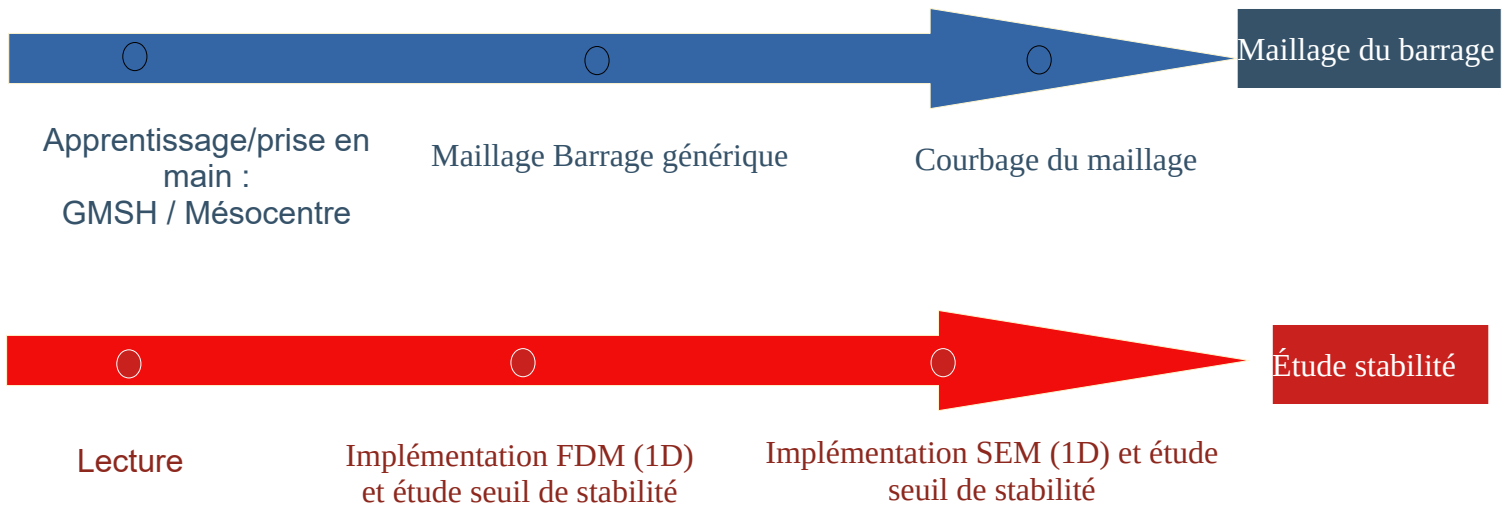 Maillage du barrage
Apprentissage/prise en
main :
GMSH / Mésocentre
Maillage Barrage générique
Courbage du maillage
Étude stabilité
Lecture
Implémentation FDM (1D)
et étude seuil de stabilité
Implémentation SEM (1D) et étude
seuil de stabilité